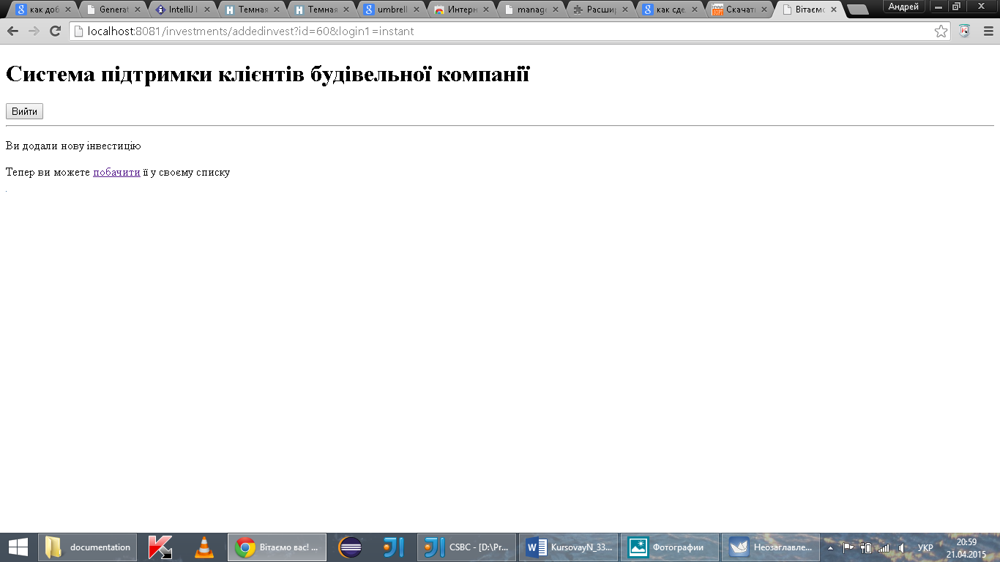 как доб
Generat
IntelliJ I
Темная
Темная
umbrell
Интерн
manage
Расшир
как сде
Скачать
Вітаємо
Андрей
localhost:8081/investments/addedinvest?id=60&login1=instant
Система підтримки клієнтів будівельної компанії
Вийти
Ви додали нову інвестицію
Тепер ви можете побачити її у своєму списку
.
documentation
Вітаємо вас! ...
CSBC - [D:\Pr...
KursovayN_33...
Фотографии
Неозаглавле...
УКР
20:59
21.04.2015